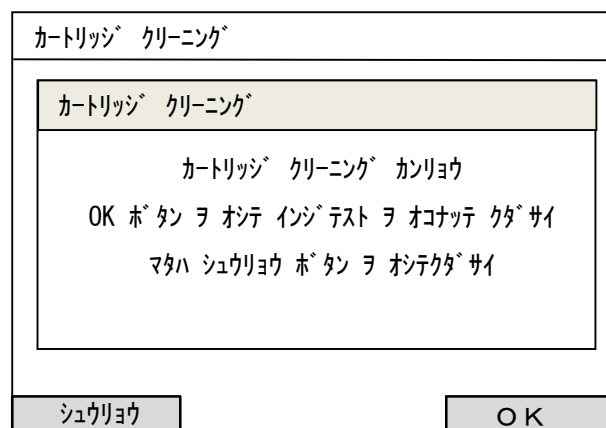 ｶｰﾄﾘｯｼﾞ ｸﾘｰﾆﾝｸﾞ
ｶｰﾄﾘｯｼﾞ ｸﾘｰﾆﾝｸﾞ
ｶｰﾄﾘｯｼﾞ ｸﾘｰﾆﾝｸﾞ ｶﾝﾘｮｳ
OK ﾎﾞﾀﾝ ｦ ｵｼﾃ ｲﾝｼﾞﾃｽﾄ ｦ ｵｺﾅｯﾃ ｸﾀﾞｻｲ
ﾏﾀﾊ ｼｭｳﾘｮｳ ﾎﾞﾀﾝ ｦ ｵｼﾃｸﾀﾞｻｲ
ｼｭｳﾘｮｳ
ＯＫ